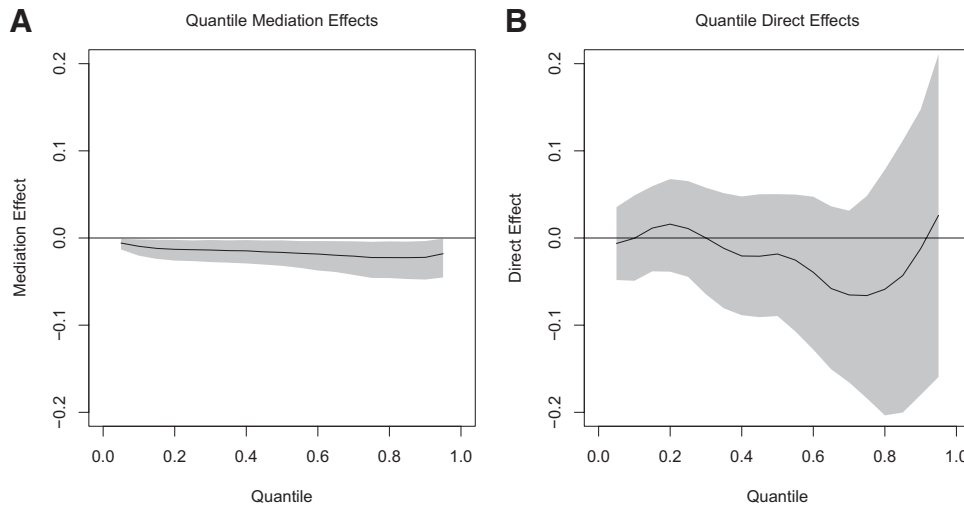 A
Quantile Mediation Effects
Mediation Effect
0.2
0.1
0.0
−0.1
−0.2
0.0 0.2 0.4 0.6 0.8 1.0
Quantile
B
Quantile Direct Effects
Direct Effect
0.2
0.1
0.0
−0.1
−0.2
0.0 0.2 0.4 0.6 0.8 1.0
Quantile